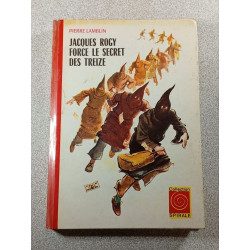 PIERRE LAMBLIN
JACQUES ROGY
FORCE LE SECRET
DES TREIZE
Collection
SPIRALE